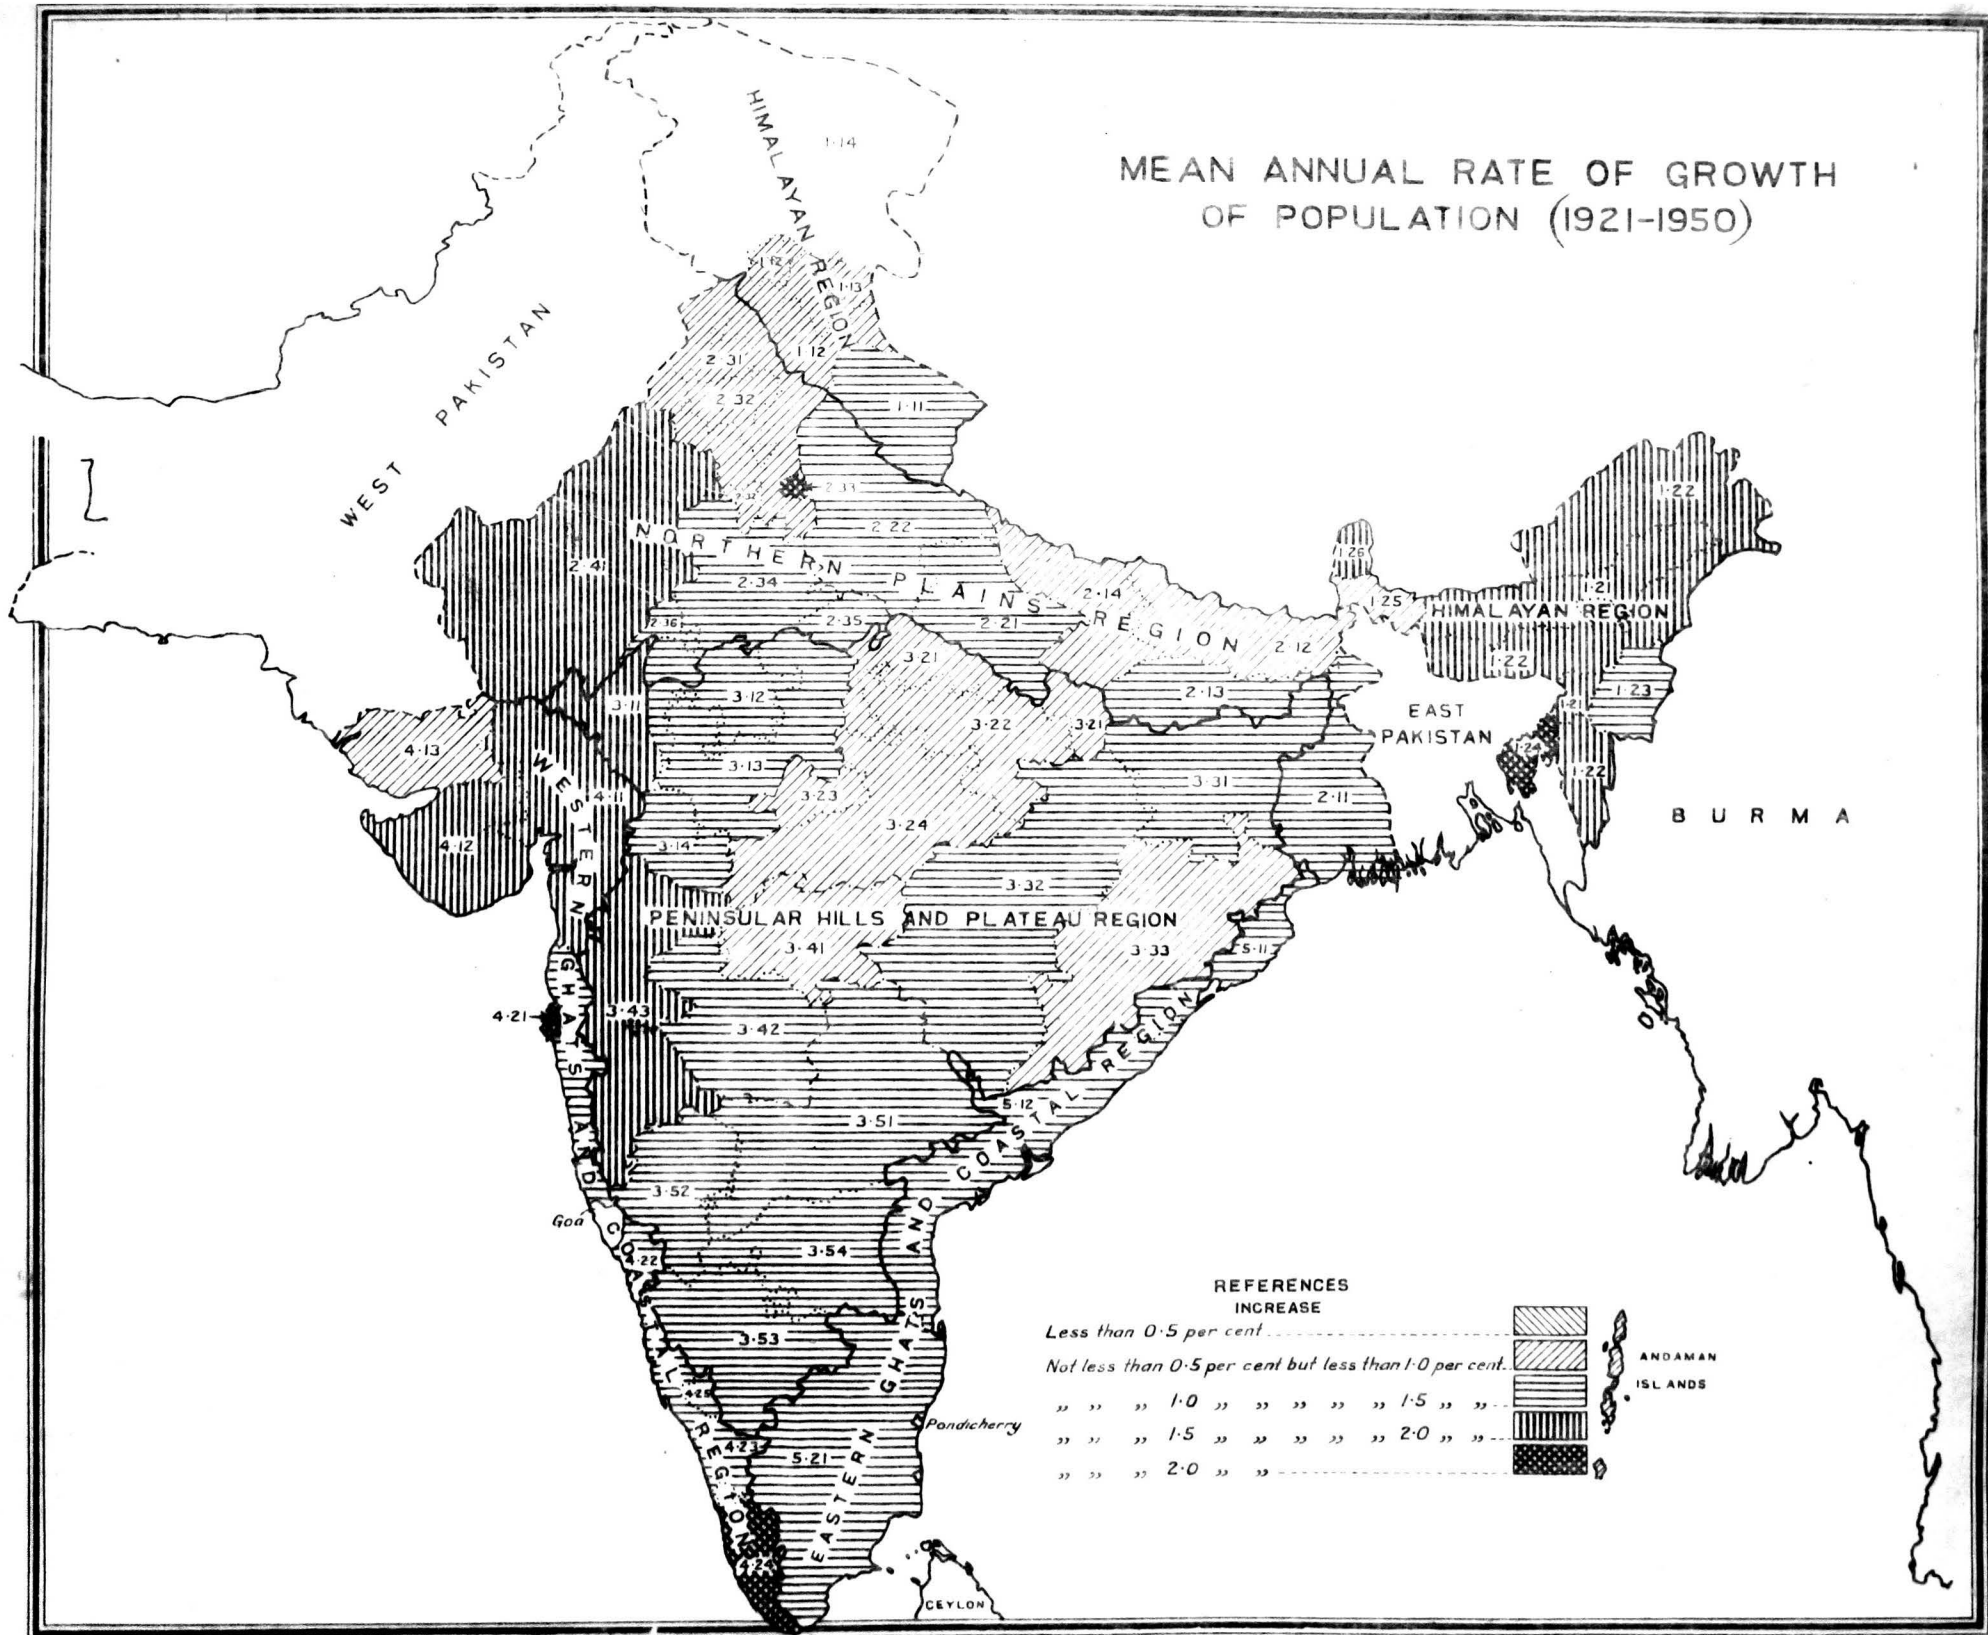 MEAN ANNUAL RATE OF GROWTH
OF POPULATION (1921-1950)
HIMALAYAN REGION
1·14
1·12
1·13
WEST PAKISTAN
2·31
1·12
2·32
1·11
2·33
2·22
NORTHERN PLAINS REGION
2·41
2·34
2·36
2·35
2·21
2·14
2·12
1·26
1·25
1·22
1·21
HIMALAYAN REGION
1·22
1·23
1·21
1·24
1·22
EAST
PAKISTAN
BURMA
3·21
3·11
3·12
3·22
3·21
2·13
4·13
3·13
3·31
2·11
4·11
3·23
3·24
4·12
3·14
3·32
PENINSULAR HILLS AND PLATEAU REGION
3·41
3·33
5·11
4·21
3·43
3·42
5·12
3·51
3·52
WESTERN GHATS AND COASTAL REGION
Goa
4·22
3·54
3·53
4·25
4·23
5·21
4·24
EASTERN GHATS AND COASTAL REGION
Pondicherry
CEYLON
REFERENCES
INCREASE
Less than 0·5 per cent
Not less than 0·5 per cent but less than 1·0 per cent
„ „ „ 1·0 „ „ „ „ „ 1·5 „ „
„ „ „ 1·5 „ „ „ „ „ 2·0 „ „
„ „ „ 2·0 „ „
ANDAMAN
ISLANDS